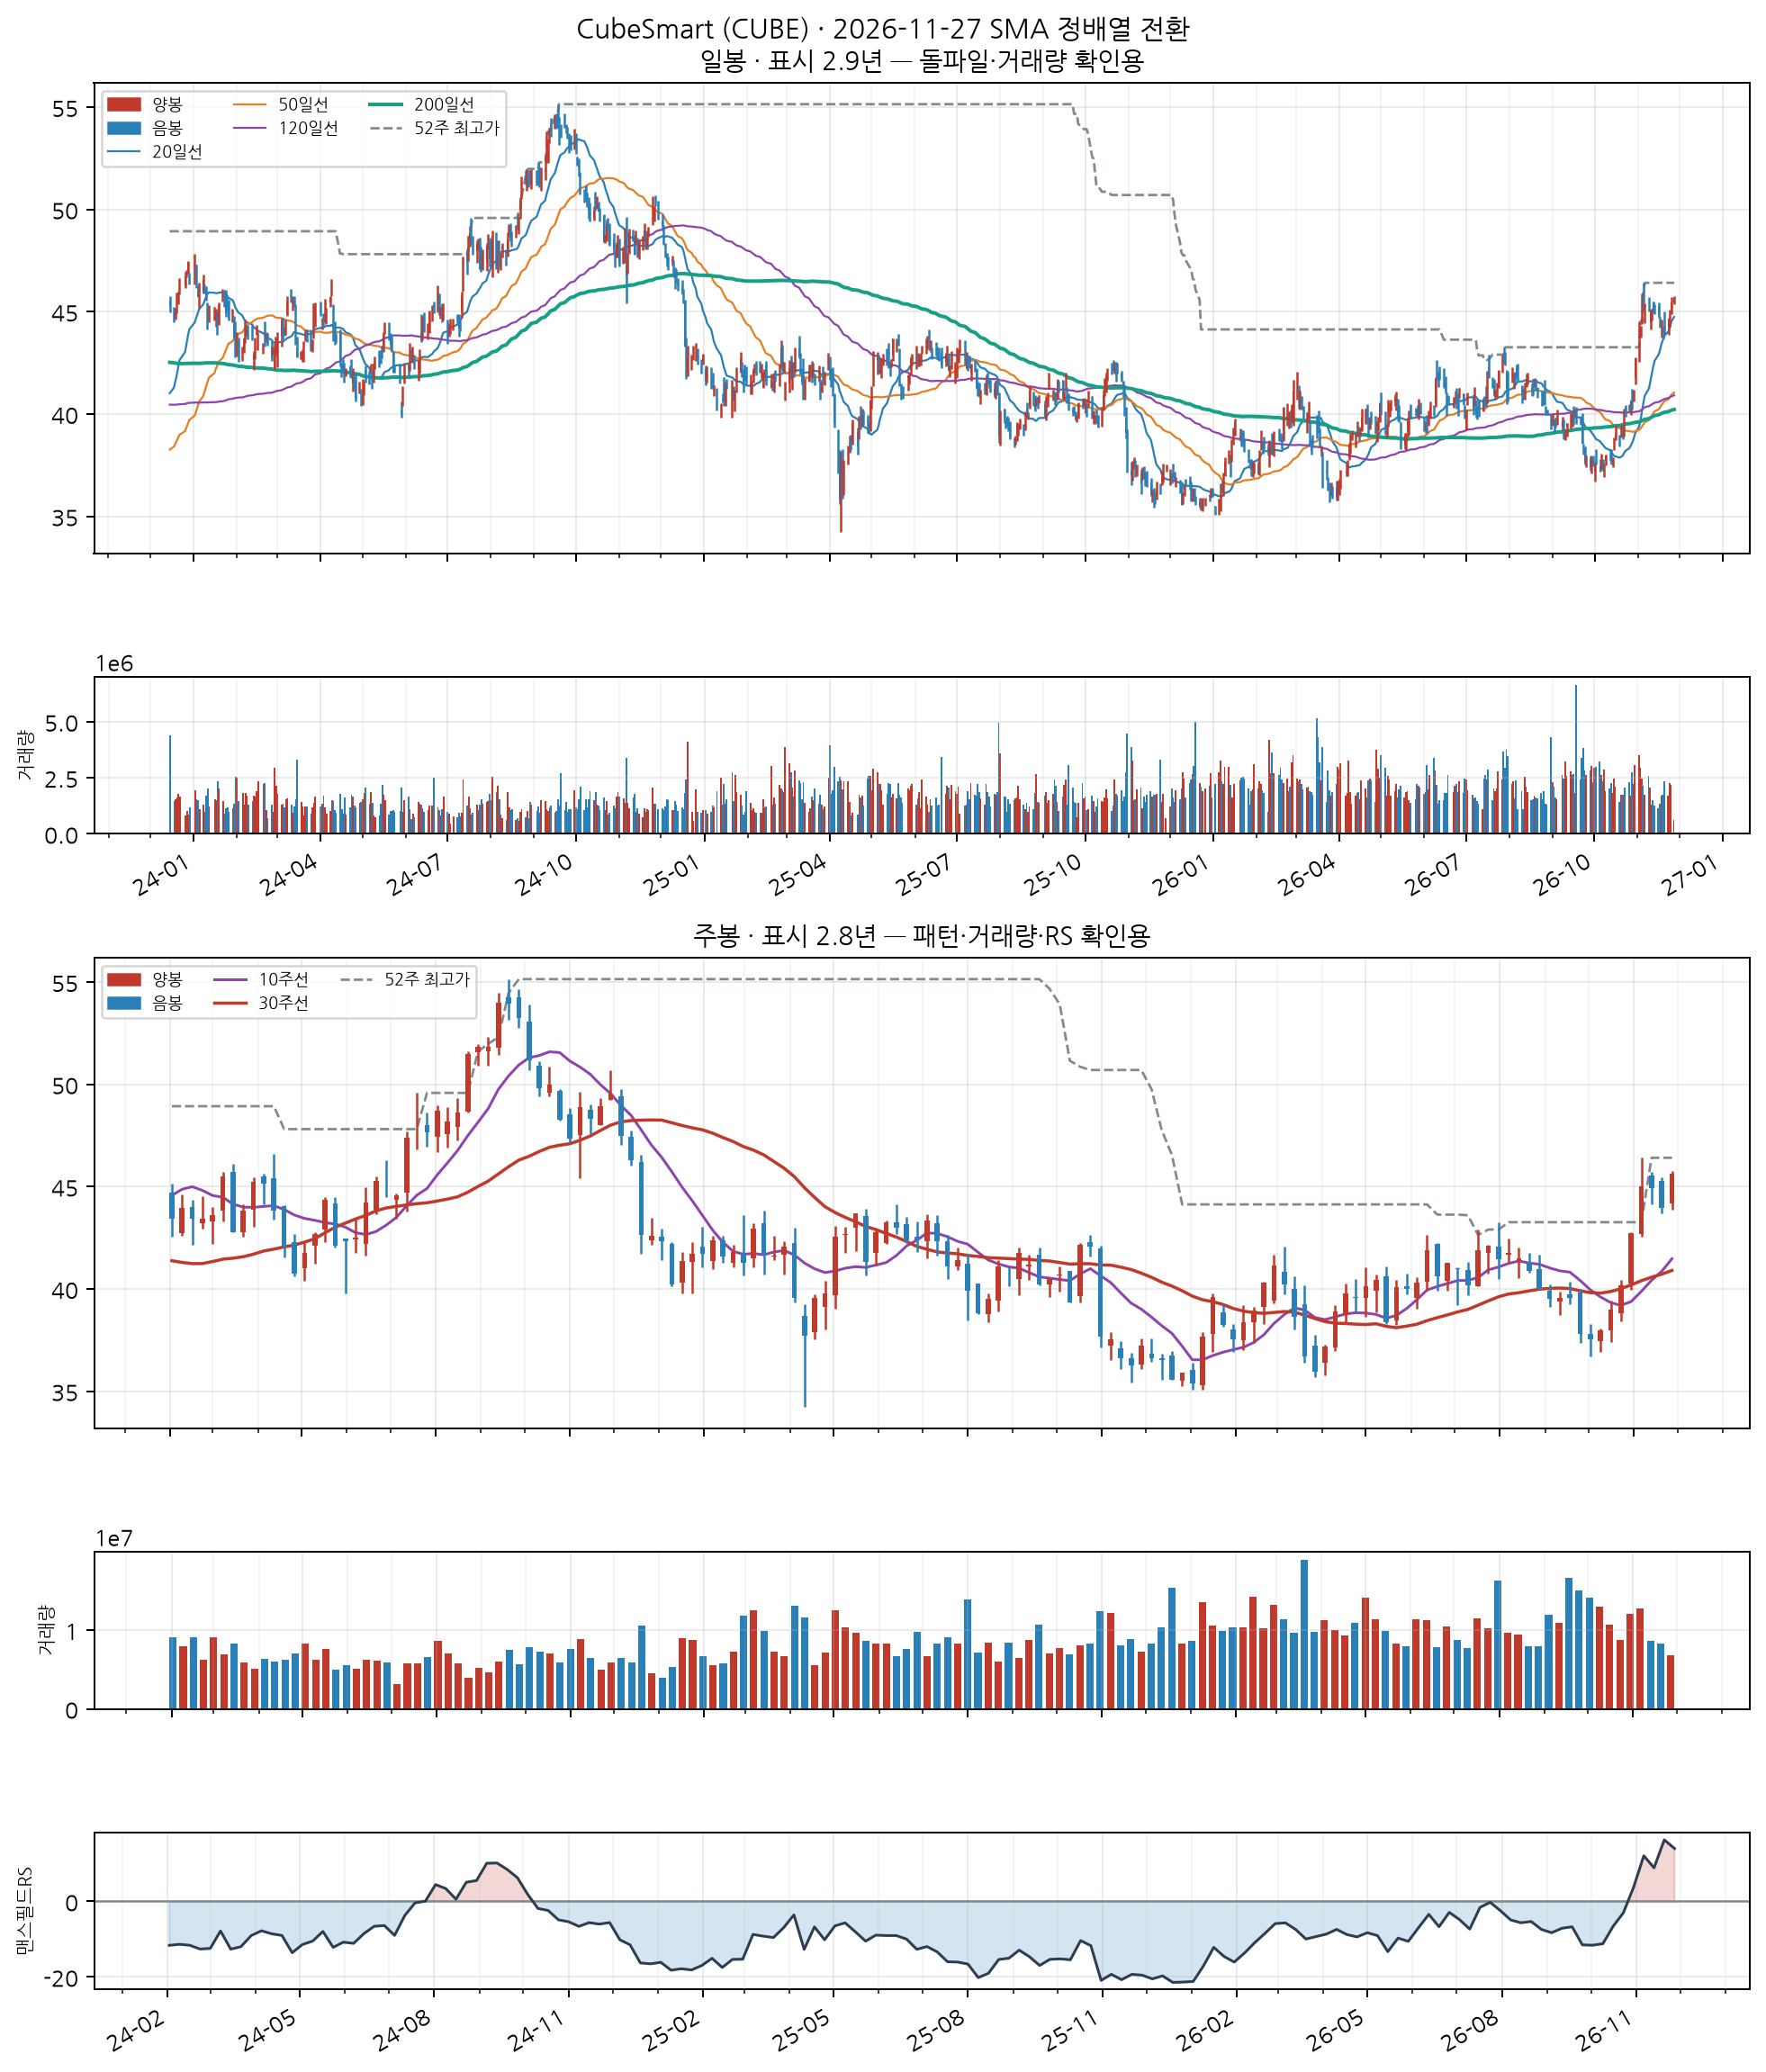 CubeSmart (CUBE) · 2026-11-27 SMA 정배열 전환
일봉 · 표시 2.9년 — 돌파일·거래량 확인용
양봉 50일선 200일선
음봉 120일선 52주 최고가
20일선
55
50
45
40
35
1e6
거래량
5.0
2.5
0.0
24-01 24-04 24-07 24-10 25-01 25-04 25-07 25-10 26-01 26-04 26-07 26-10 27-01
주봉 · 표시 2.8년 — 패턴·거래량·RS 확인용
양봉 10주선 52주 최고가
음봉 30주선
55
50
45
40
35
1e7
거래량
1
0
맨스필드RS
0
-20
24-02 24-05 24-08 24-11 25-02 25-05 25-08 25-11 26-02 26-05 26-08 26-11